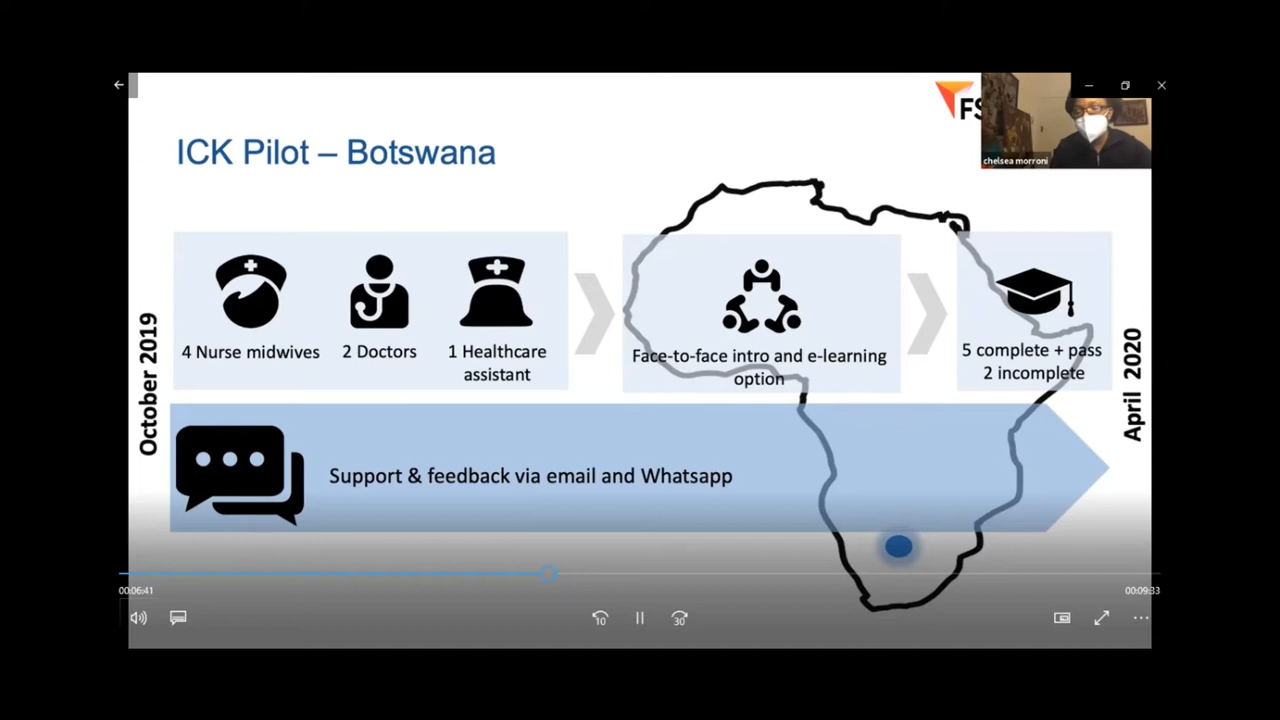 FS
chelsea morroni
ICK Pilot – Botswana
October 2019
4 Nurse midwives
2 Doctors
1 Healthcare
assistant
Face-to-face intro and e-learning
option
5 complete + pass
2 incomplete
April 2020
Support & feedback via email and Whatsapp
00:06:41
00:09:33
10
30